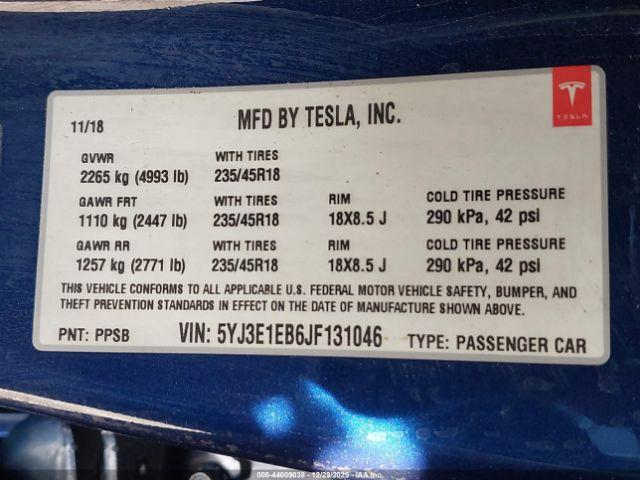 11/18 MFD BY TESLA, INC. TESLA
GVWR WITH TIRES
2265 kg (4993 lb) 235/45R18
GAWR FRT WITH TIRES RIM COLD TIRE PRESSURE
1110 kg (2447 lb) 235/45R18 18X8.5 J 290 kPa, 42 psi
GAWR RR WITH TIRES RIM COLD TIRE PRESSURE
1257 kg (2771 lb) 235/45R18 18X8.5 J 290 kPa, 42 psi
THIS VEHICLE CONFORMS TO ALL APPLICABLE U.S. FEDERAL MOTOR VEHICLE SAFETY, BUMPER, AND
THEFT PREVENTION STANDARDS IN EFFECT ON THE DATE OF MANUFACTURE SHOWN ABOVE.
PNT: PPSB VIN: 5YJ3E1EB6JF131046 TYPE: PASSENGER CAR
000-44009038 - 12/29/2025 - IAAI.COM